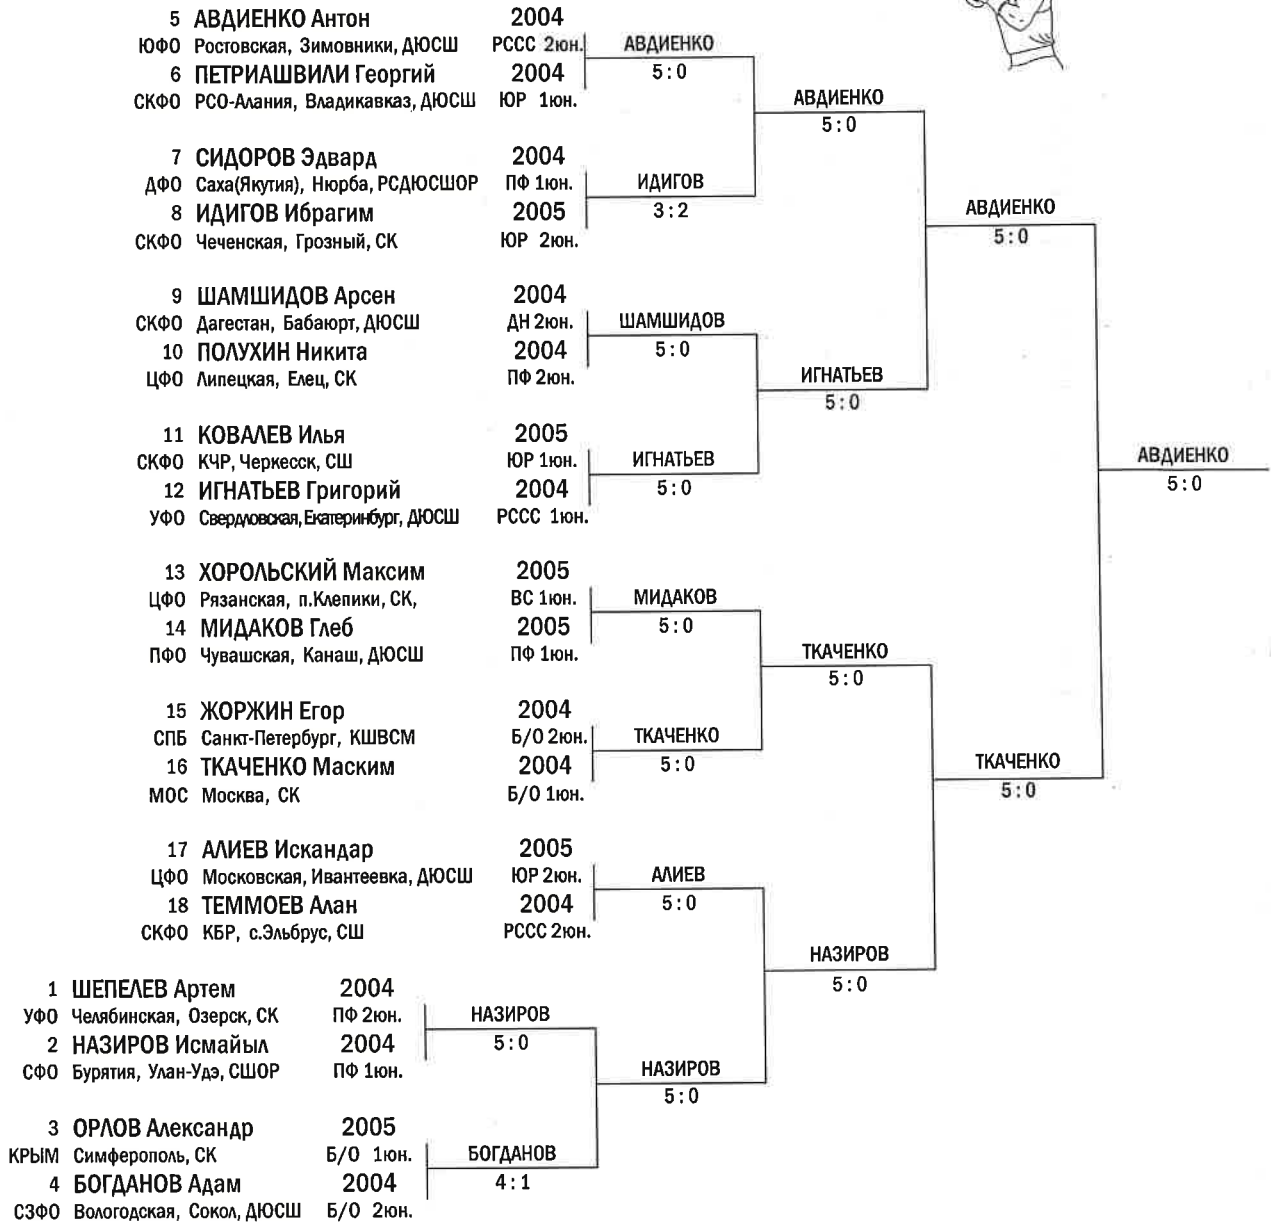 5 АВДИЕНКО Антон 2004
ЮФО Ростовская, Зимовники, ДЮСШ РССС 2юн. АВДИЕНКО
6 ПЕТРИАШВИЛИ Георгий 2004 5:0
СКФО РСО-Алания, Владикавказ, ДЮСШ ЮР 1юн. АВДИЕНКО
5:0
7 СИДОРОВ Эдвард 2004
ДФО Саха(Якутия), Нюрба, РСДЮСШОР ПФ 1юн. ИДИГОВ
8 ИДИГОВ Ибрагим 2005 3:2 АВДИЕНКО
СКФО Чеченская, Грозный, СК ЮР 2юн. 5:0
9 ШАМШИДОВ Арсен 2004
СКФО Дагестан, Бабаюрт, ДЮСШ ДН 2юн. ШАМШИДОВ
10 ПОЛУХИН Никита 2004 5:0
ЦФО Липецкая, Елец, СК ПФ 2юн. ИГНАТЬЕВ
5:0
11 КОВАЛЕВ Илья 2005
СКФО КЧР, Черкесск, СШ ЮР 1юн. ИГНАТЬЕВ АВДИЕНКО
12 ИГНАТЬЕВ Григорий 2004 5:0 5:0
УФО Свердловская, Екатеринбург, ДЮСШ РССС 1юн.
13 ХОРОЛЬСКИЙ Максим 2005
ЦФО Рязанская, п.Клепики, СК, ВС 1юн. МИДАКОВ
14 МИДАКОВ Глеб 2005 5:0
ПФО Чувашская, Канаш, ДЮСШ ПФ 1юн. ТКАЧЕНКО
5:0
15 ЖОРЖИН Егор 2004
СПБ Санкт-Петербург, КШВСМ Б/О 2юн. ТКАЧЕНКО
16 ТКАЧЕНКО Маским 2004 5:0 ТКАЧЕНКО
МОС Москва, СК Б/О 1юн. 5:0
17 АЛИЕВ Искандар 2005
ЦФО Московская, Ивантеевка, ДЮСШ ЮР 2юн. АЛИЕВ
18 ТЕММОЕВ Алан 2004 5:0
СКФО КБР, с.Эльбрус, СШ РССС 2юн.
НАЗИРОВ
5:0
1 ШЕПЕЛЕВ Артем 2004
УФО Челябинская, Озерск, СК ПФ 2юн. НАЗИРОВ
2 НАЗИРОВ Исмайыл 2004 5:0
СФО Бурятия, Улан-Удэ, СШОР ПФ 1юн. НАЗИРОВ
5:0
3 ОРЛОВ Александр 2005
КРЫМ Симферополь, СК Б/О 1юн. БОГДАНОВ
4 БОГДАНОВ Адам 2004 4:1
СЗФО Вологодская, Сокол, ДЮСШ Б/О 2юн.